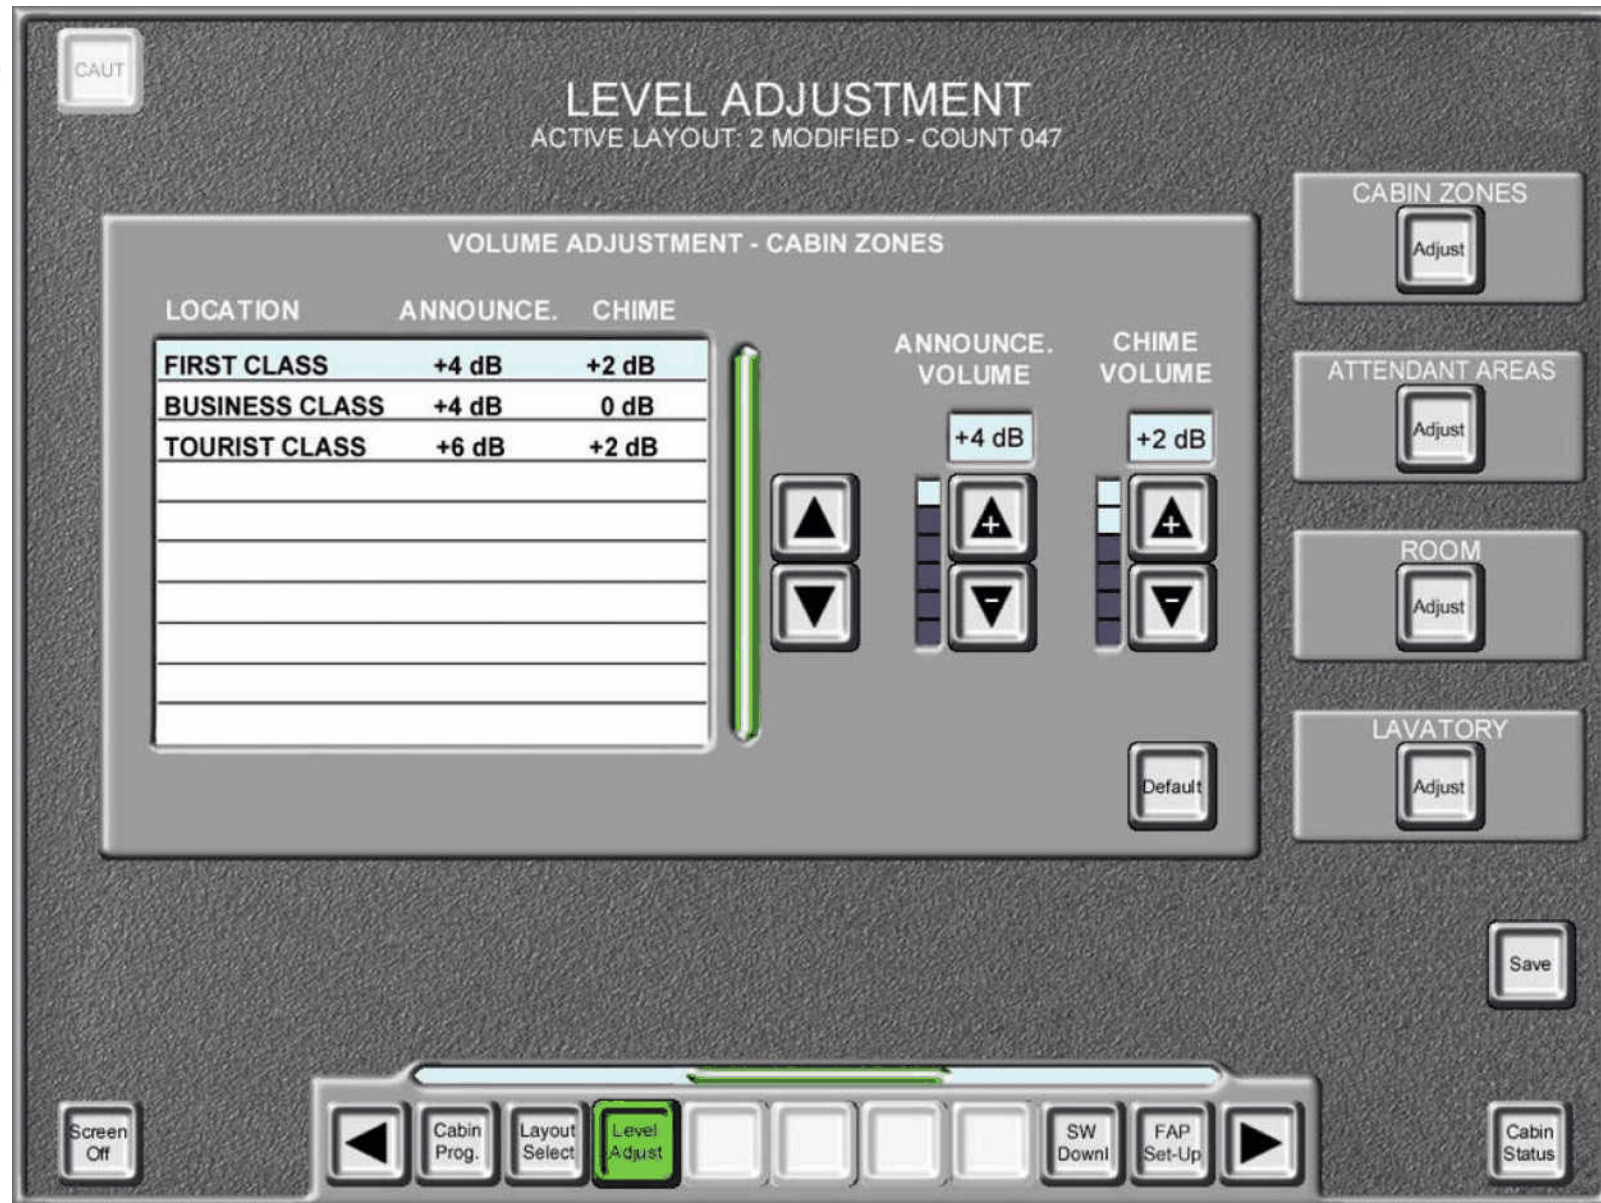 CAUT
LEVEL ADJUSTMENT
ACTIVE LAYOUT: 2 MODIFIED - COUNT 047
VOLUME ADJUSTMENT - CABIN ZONES
LOCATION ANNOUNCE. CHIME
FIRST CLASS +4 dB +2 dB
BUSINESS CLASS +4 dB 0 dB
TOURIST CLASS +6 dB +2 dB
ANNOUNCE.
VOLUME
+4 dB
+
-
CHIME
VOLUME
+2 dB
+
-
Default
CABIN ZONES
Adjust
ATTENDANT AREAS
Adjust
ROOM
Adjust
LAVATORY
Adjust
Save
Screen
Off
Cabin
Prog.
Layout
Select
Level
Adjust
SW
Downl
FAP
Set-Up
Cabin
Status